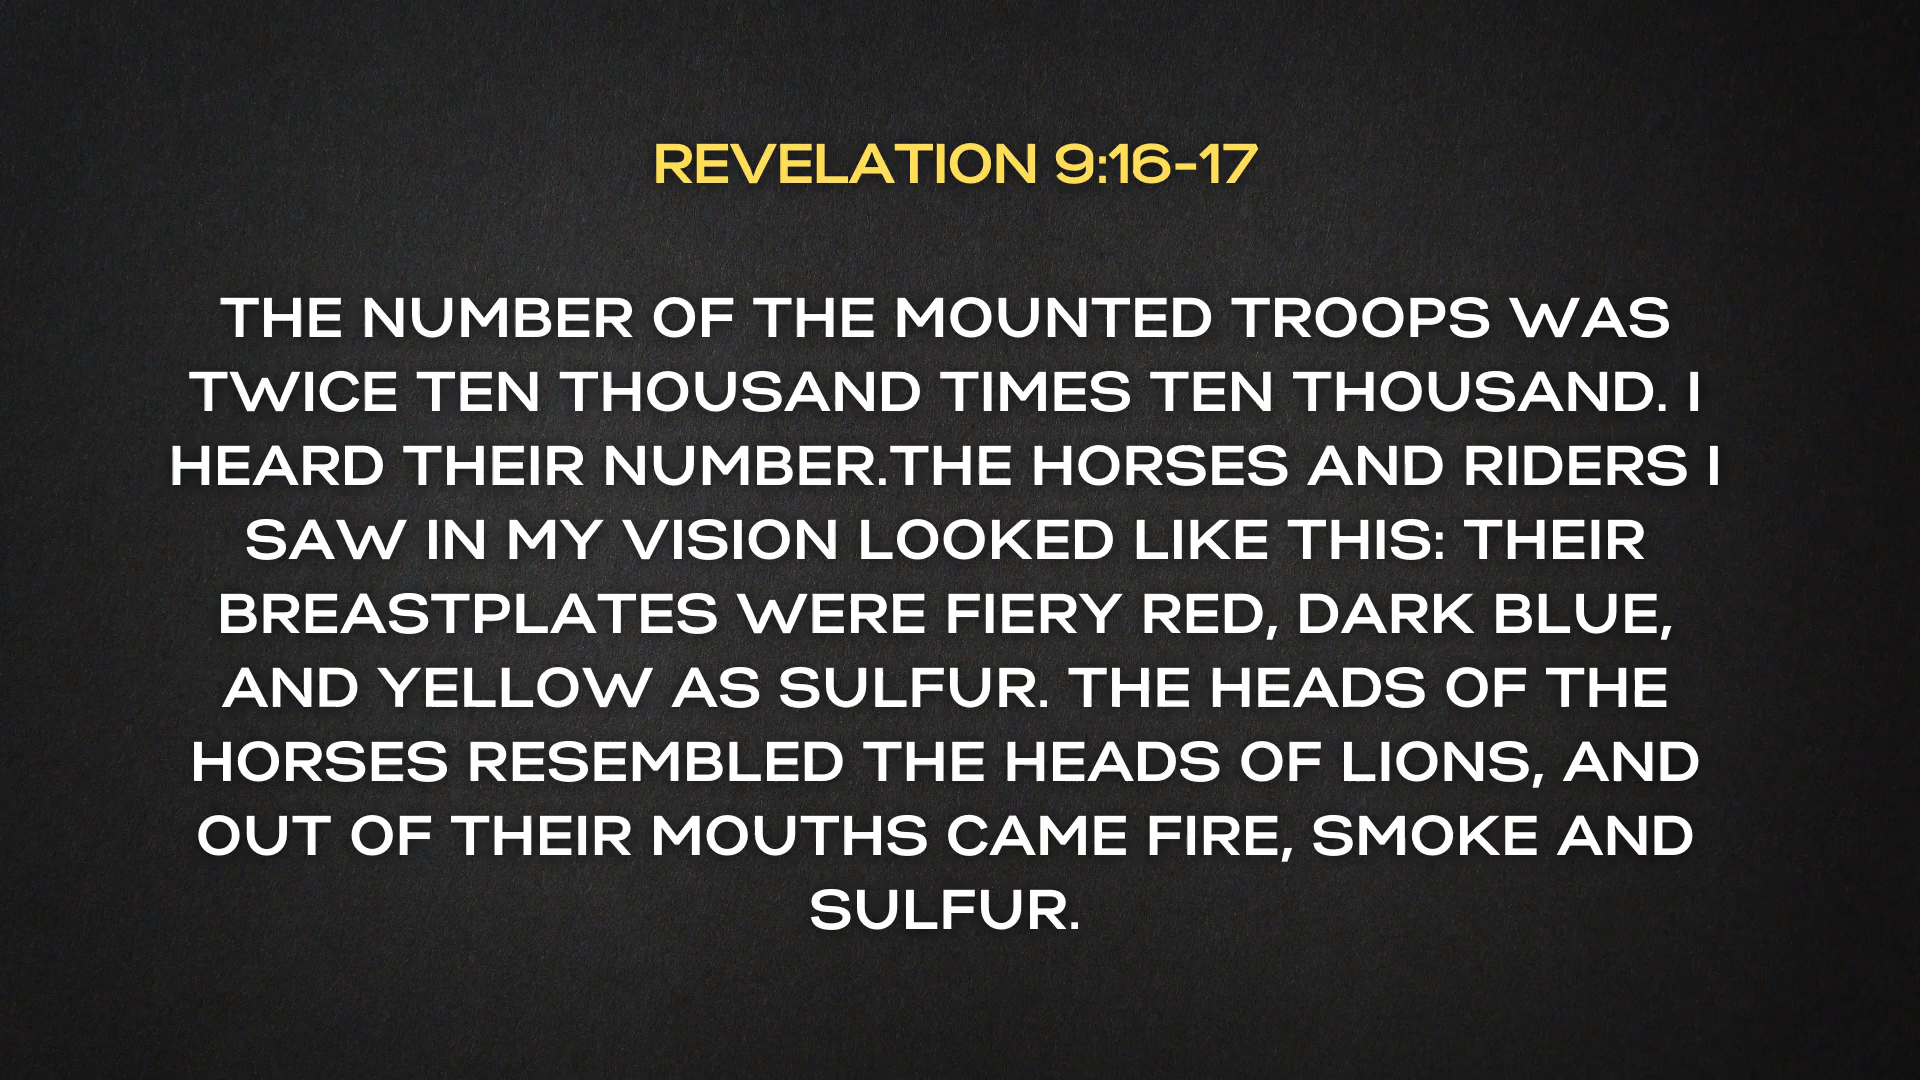 REVELATION 9:16-17
THE NUMBER OF THE MOUNTED TROOPS WAS
TWICE TEN THOUSAND TIMES TEN THOUSAND. I
HEARD THEIR NUMBER.THE HORSES AND RIDERS I
SAW IN MY VISION LOOKED LIKE THIS: THEIR
BREASTPLATES WERE FIERY RED, DARK BLUE,
AND YELLOW AS SULFUR. THE HEADS OF THE
HORSES RESEMBLED THE HEADS OF LIONS, AND
OUT OF THEIR MOUTHS CAME FIRE, SMOKE AND
SULFUR.